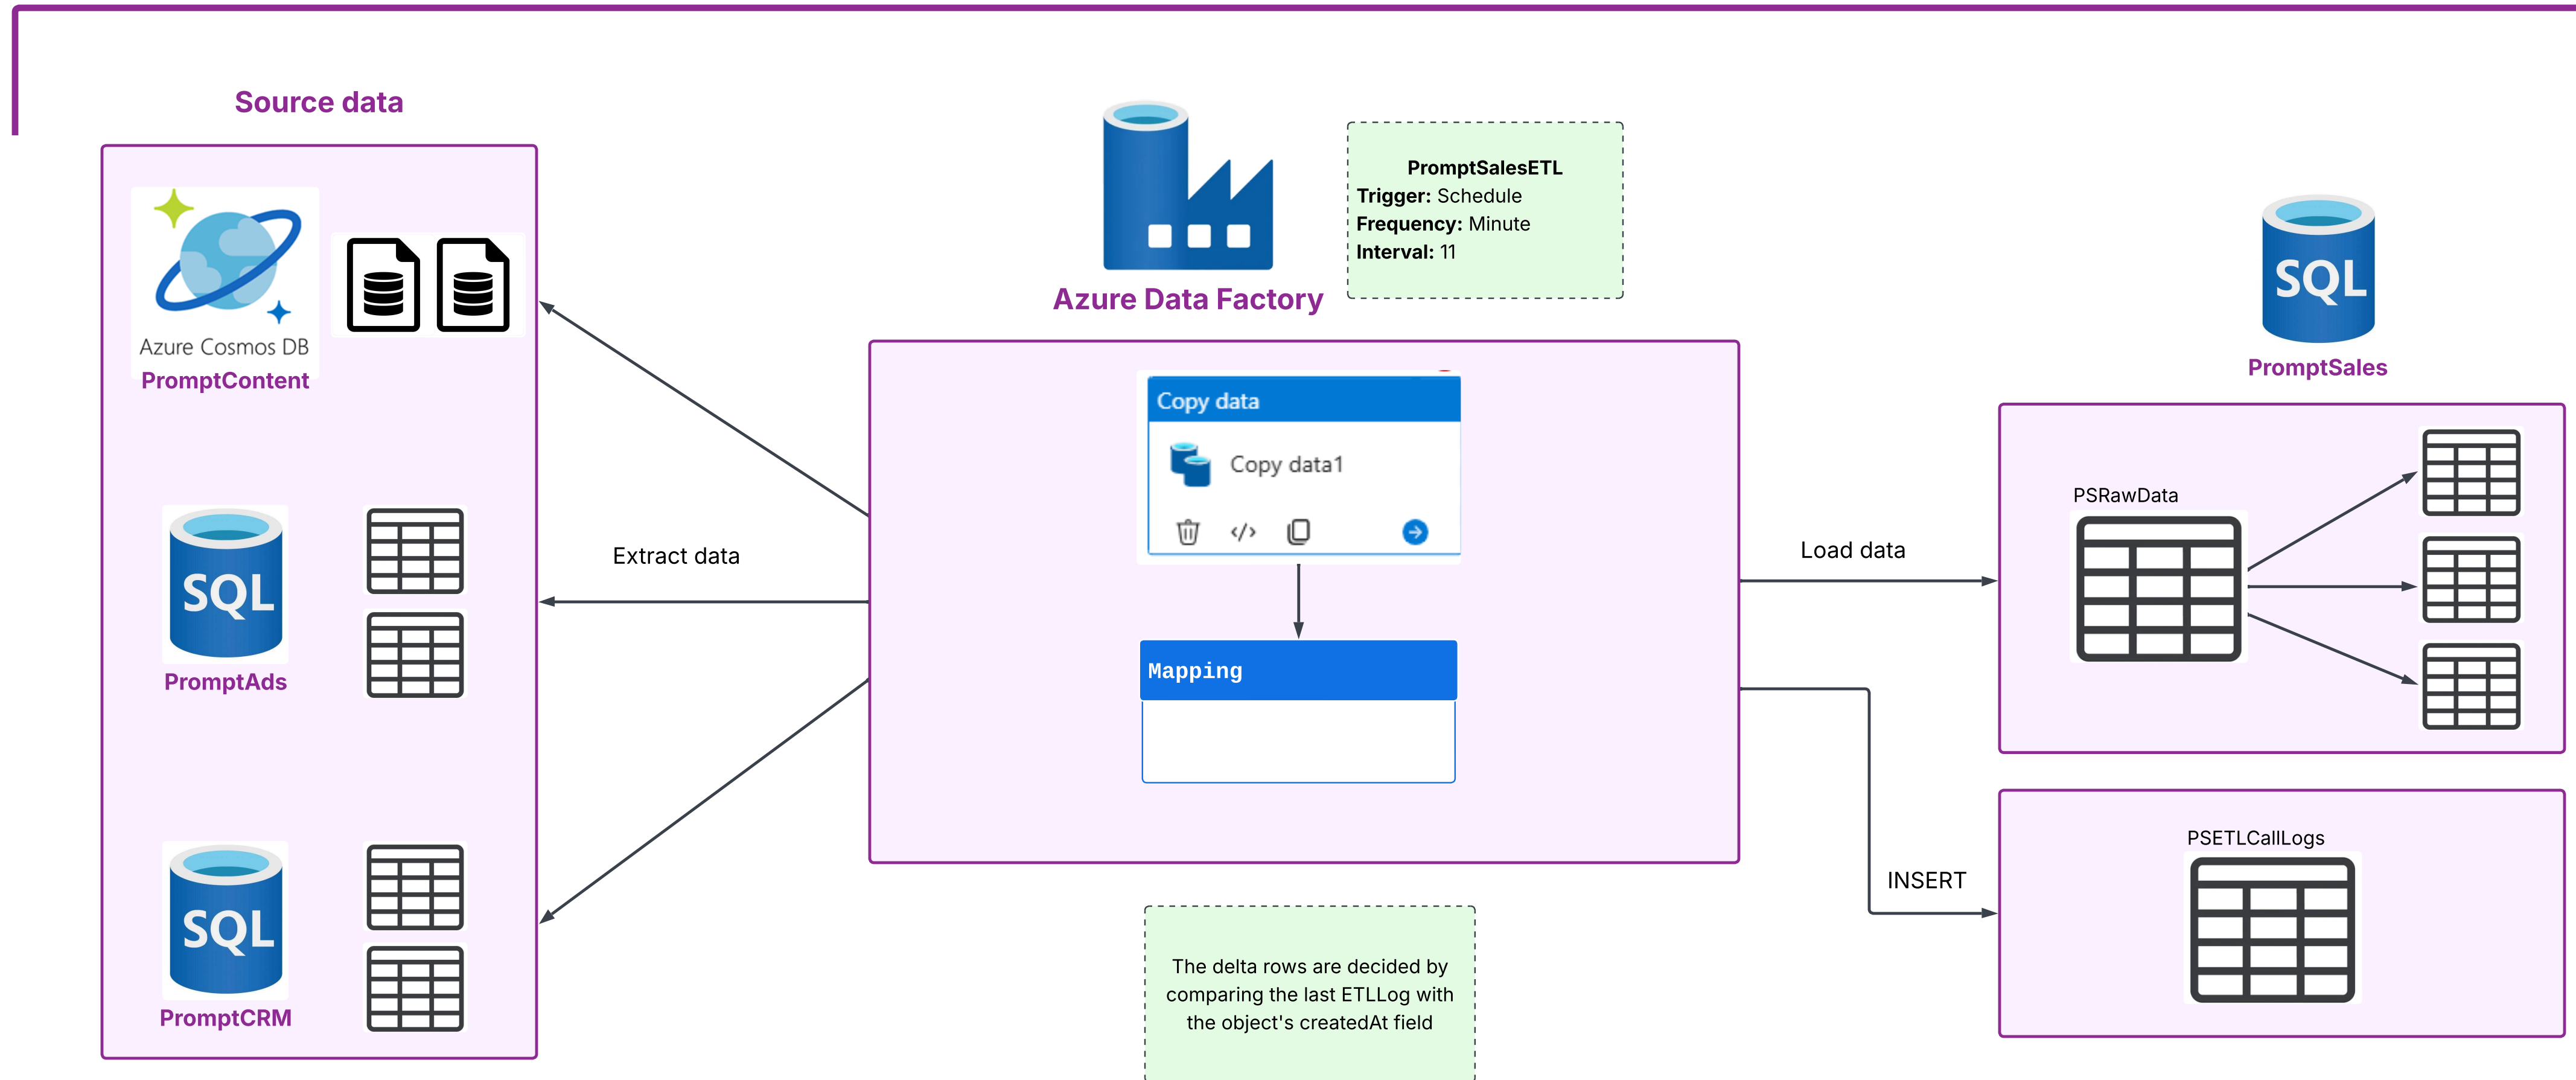 Source data
Azure Cosmos DB
PromptContent
SQL
PromptAds
SQL
PromptCRM
Extract data
Azure Data Factory
PromptSalesETL
Trigger: Schedule
Frequency: Minute
Interval: 11
Copy data
Copy data1
</>
Mapping
The delta rows are decided by
comparing the last ETLLog with
the object's createdAt field
Load data
INSERT
SQL
PromptSales
PSRawData
PSETLCallLogs